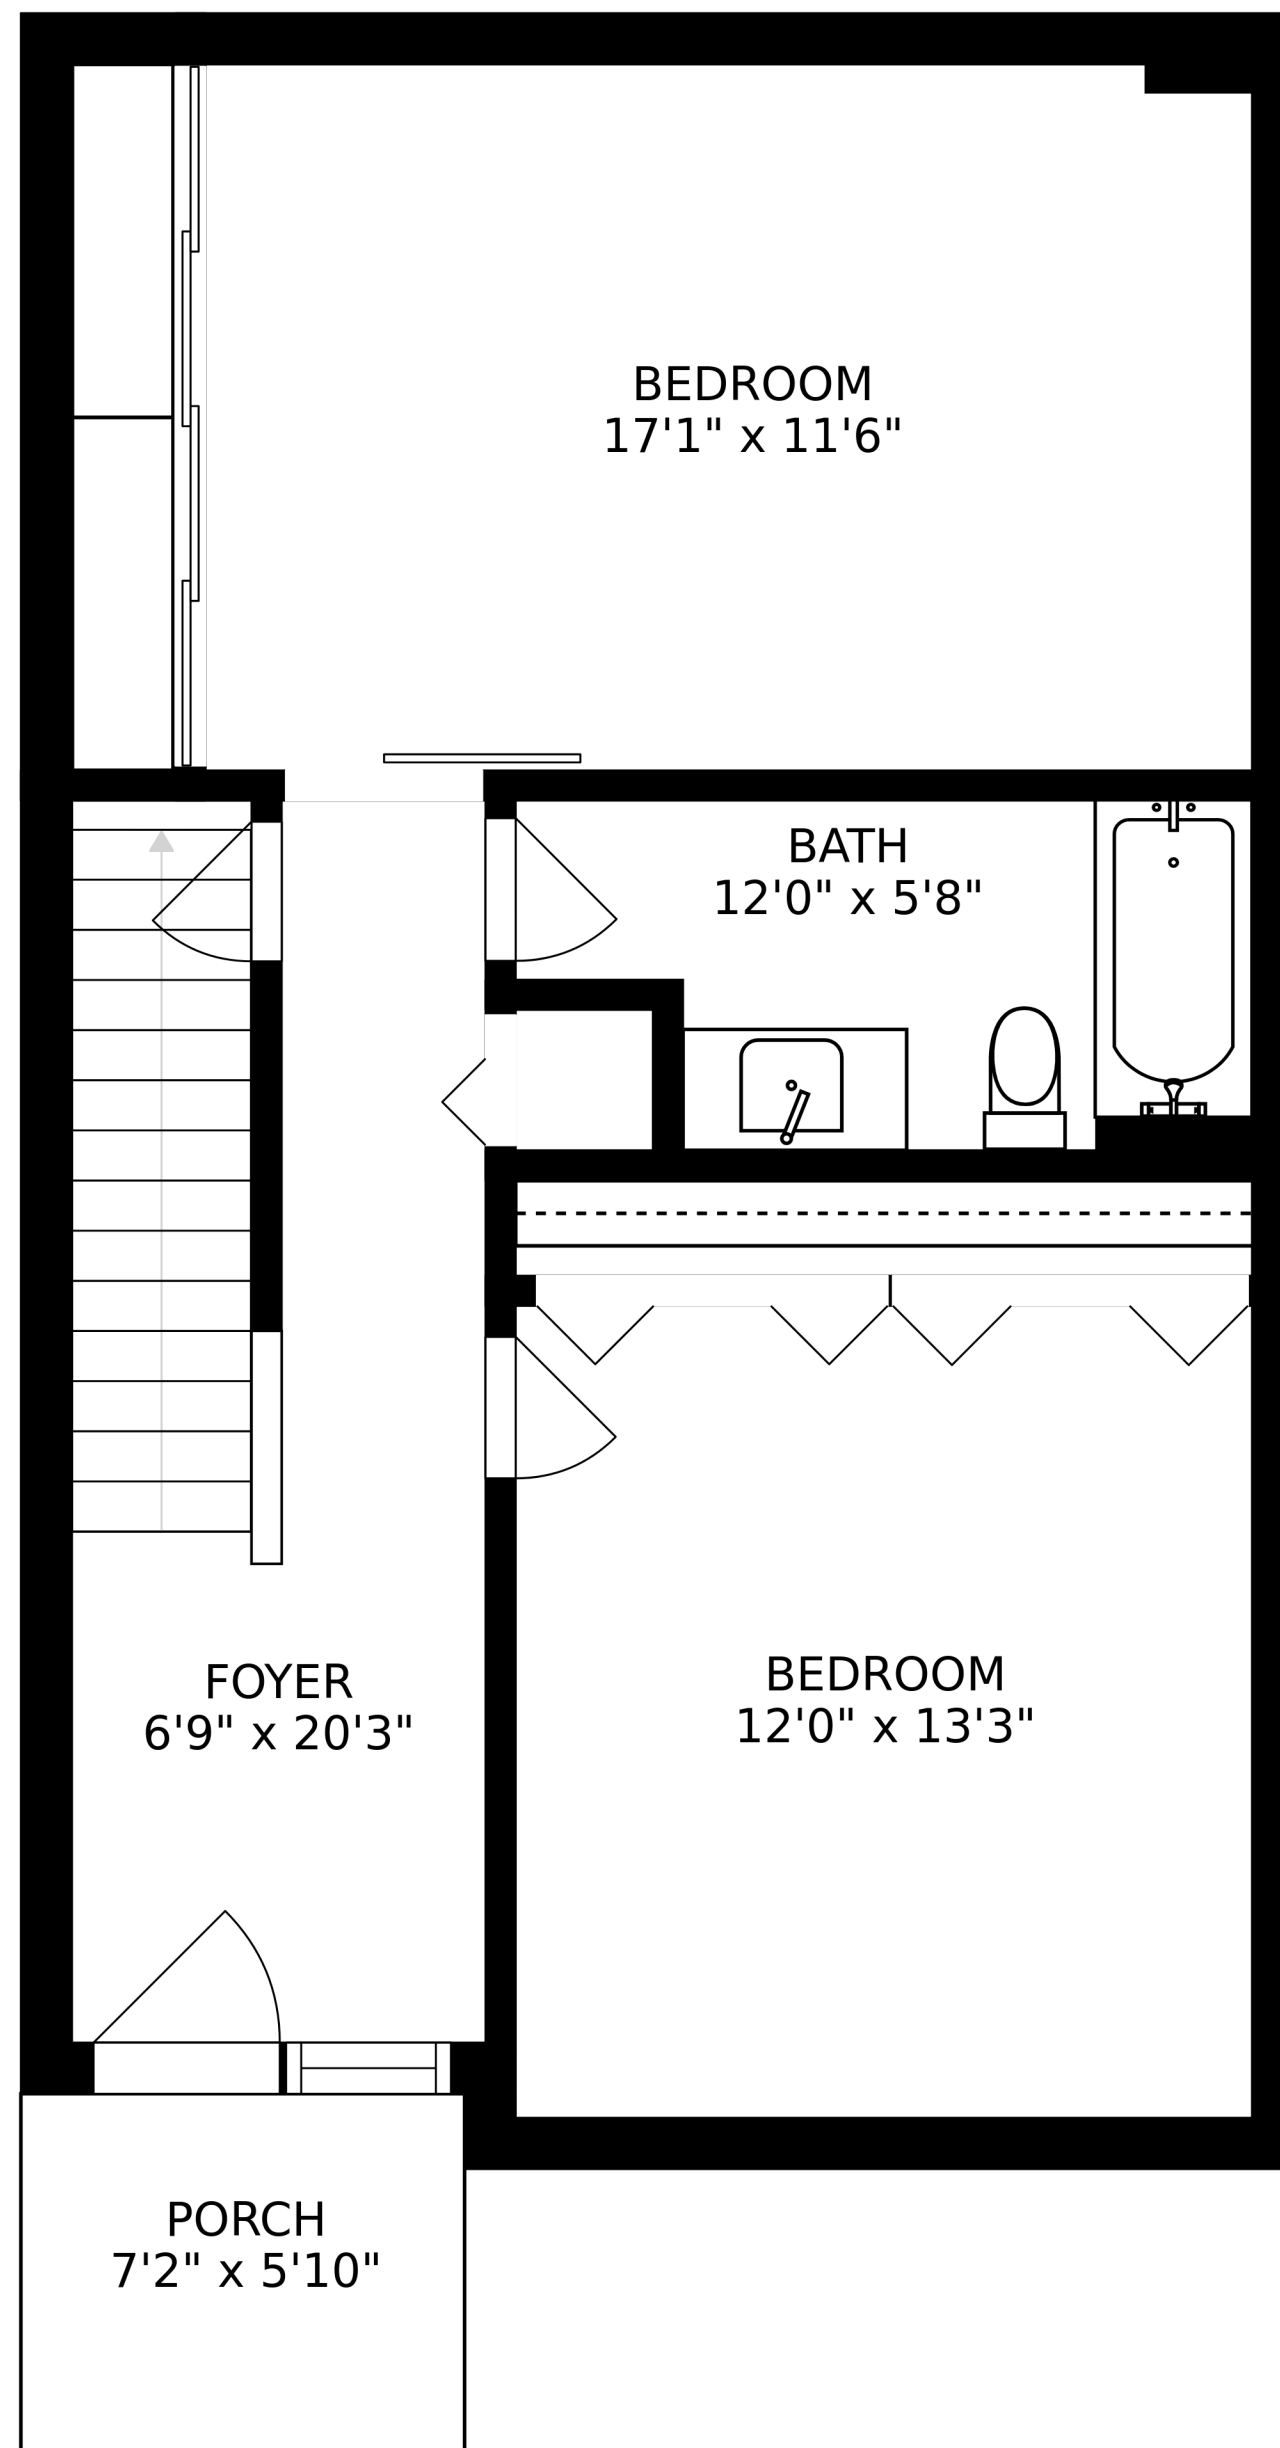 BEDROOM
17'1" x 11'6"
BATH
12'0" x 5'8"
BEDROOM
12'0" x 13'3"
FOYER
6'9" x 20'3"
PORCH
7'2" x 5'10"